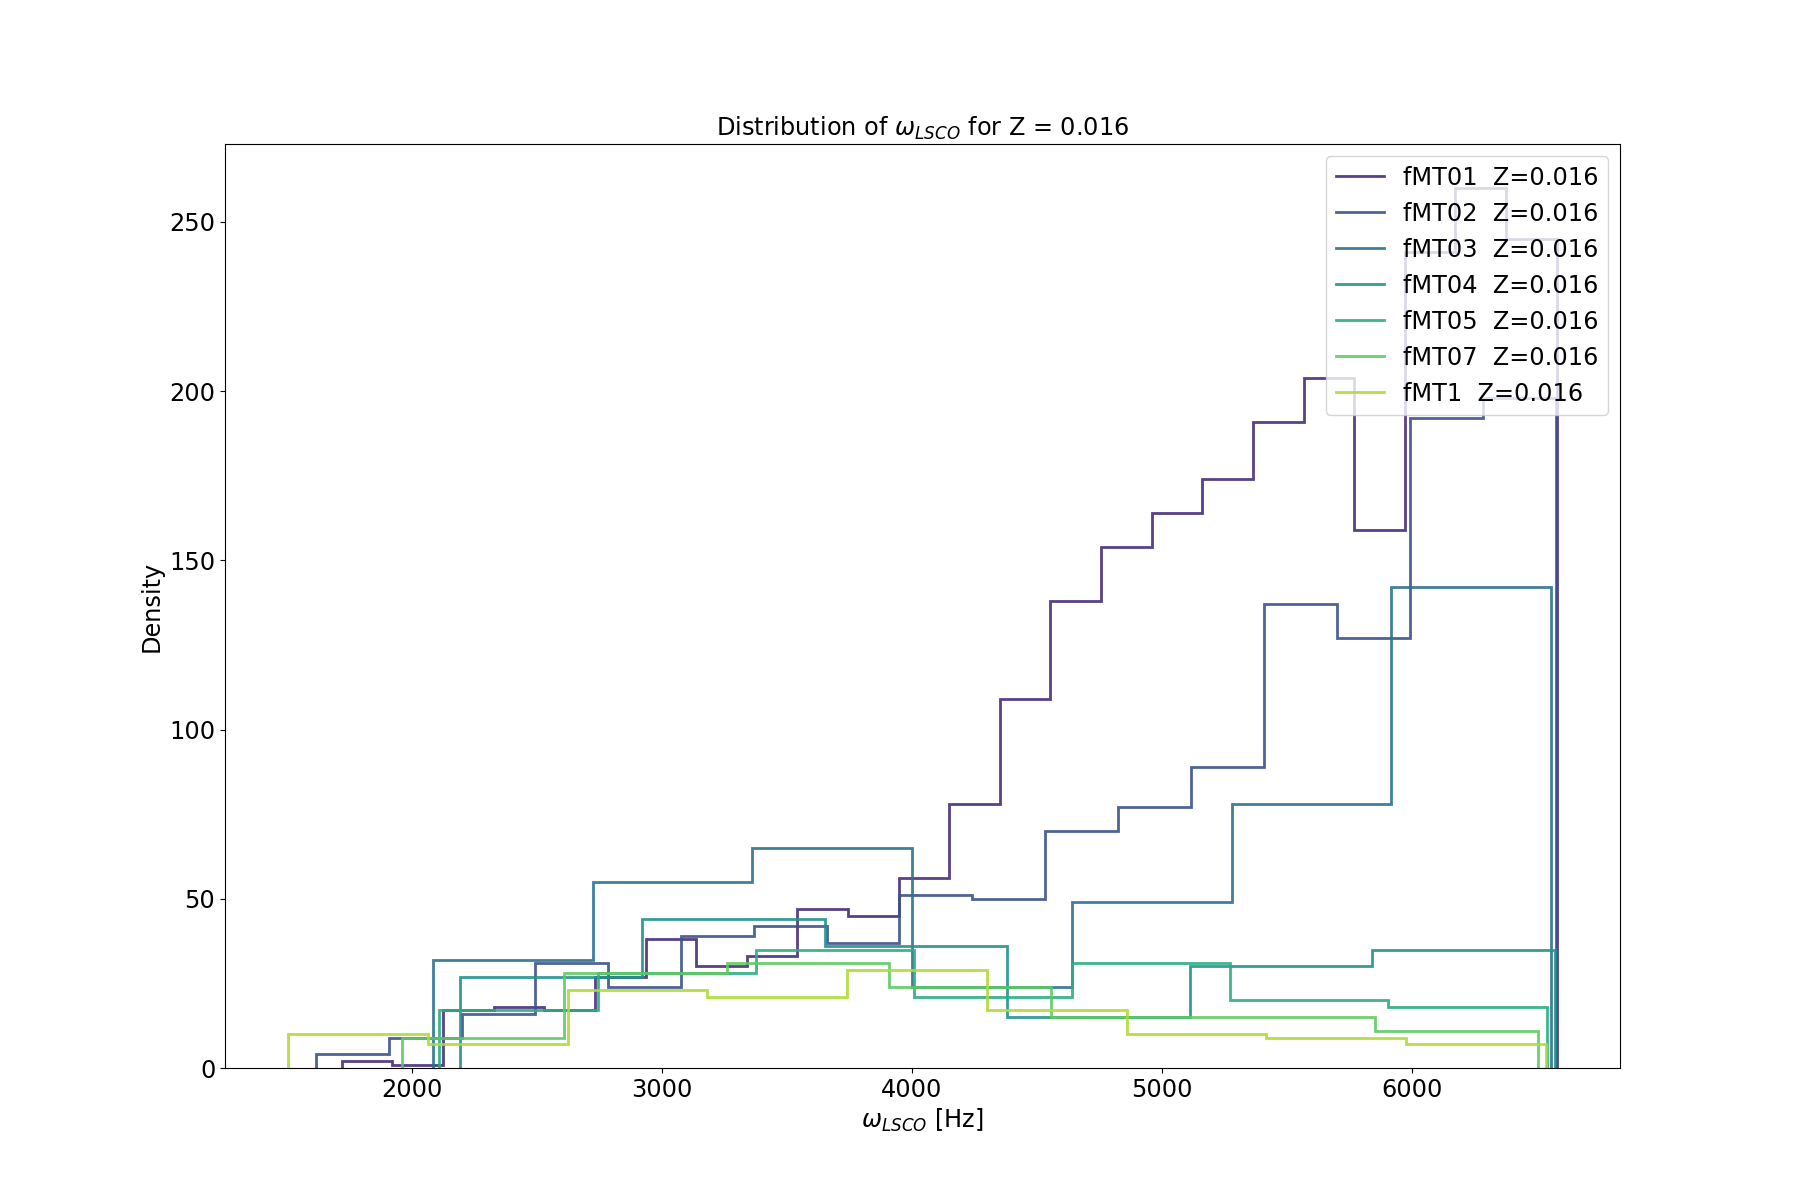 Distribution of ω_LSCO for Z = 0.016
fMT01 Z=0.016
fMT02 Z=0.016
fMT03 Z=0.016
fMT04 Z=0.016
fMT05 Z=0.016
fMT07 Z=0.016
fMT1 Z=0.016
250
200
150
100
50
0
Density
2000 3000 4000 5000 6000
ω_LSCO [Hz]